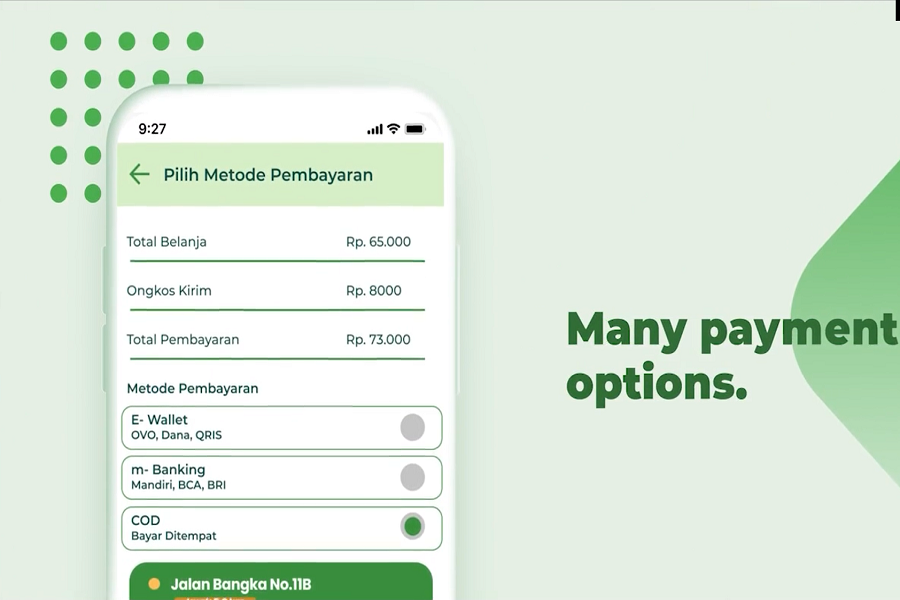 9:27
Pilih Metode Pembayaran
Total Belanja Rp. 65.000
Ongkos Kirim Rp. 8000
Total Pembayaran Rp. 73.000
Metode Pembayaran
E- Wallet
OVO, Dana, QRIS
m- Banking
Mandiri, BCA, BRI
COD
Bayar Ditempat
Jalan Bangka No.11B
Many payment
options.